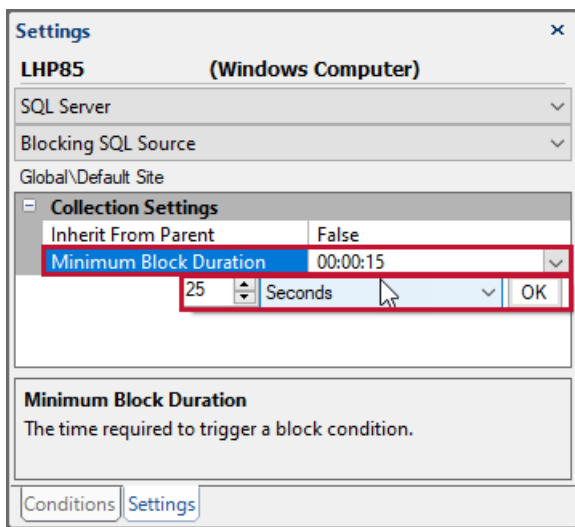 Settings
LHP85 (Windows Computer)
SQL Server
Blocking SQL Source
Global\Default Site
Collection Settings
Inherit From Parent False
Minimum Block Duration 00:00:15
25 Seconds OK
Minimum Block Duration
The time required to trigger a block condition.
Conditions Settings